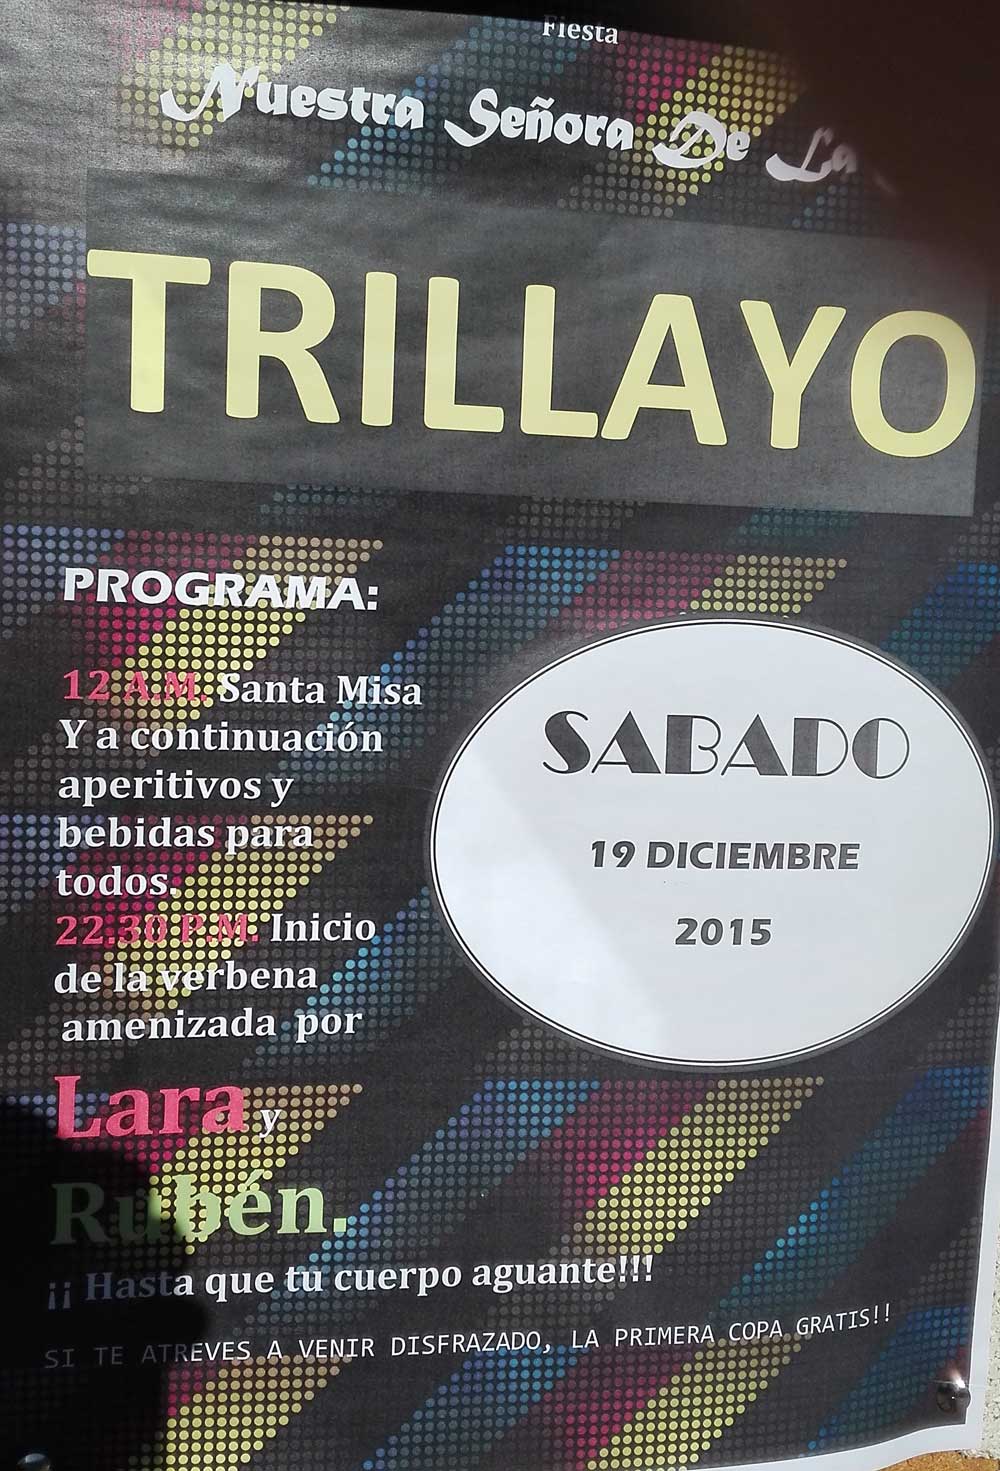 Fiesta
Nuestra Señora De La
TRILLAYO
PROGRAMA:
12 A.M. Santa Misa
Y a continuación
aperitivos y
bebidas para
todos.
22.30 P.M. Inicio
de la verbena
amenizada por
Lara y
Rubén.
¡¡ Hasta que tu cuerpo aguante!!!
SI TE ATREVES A VENIR DISFRAZADO, LA PRIMERA COPA GRATIS!!
SABADO
19 DICIEMBRE
2015